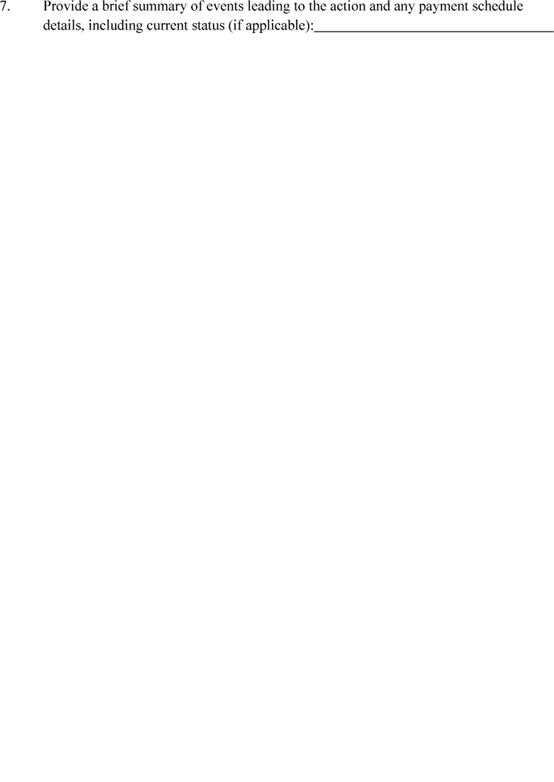 7. Provide a brief summary of events leading to the action and any payment schedule
details, including current status (if applicable):